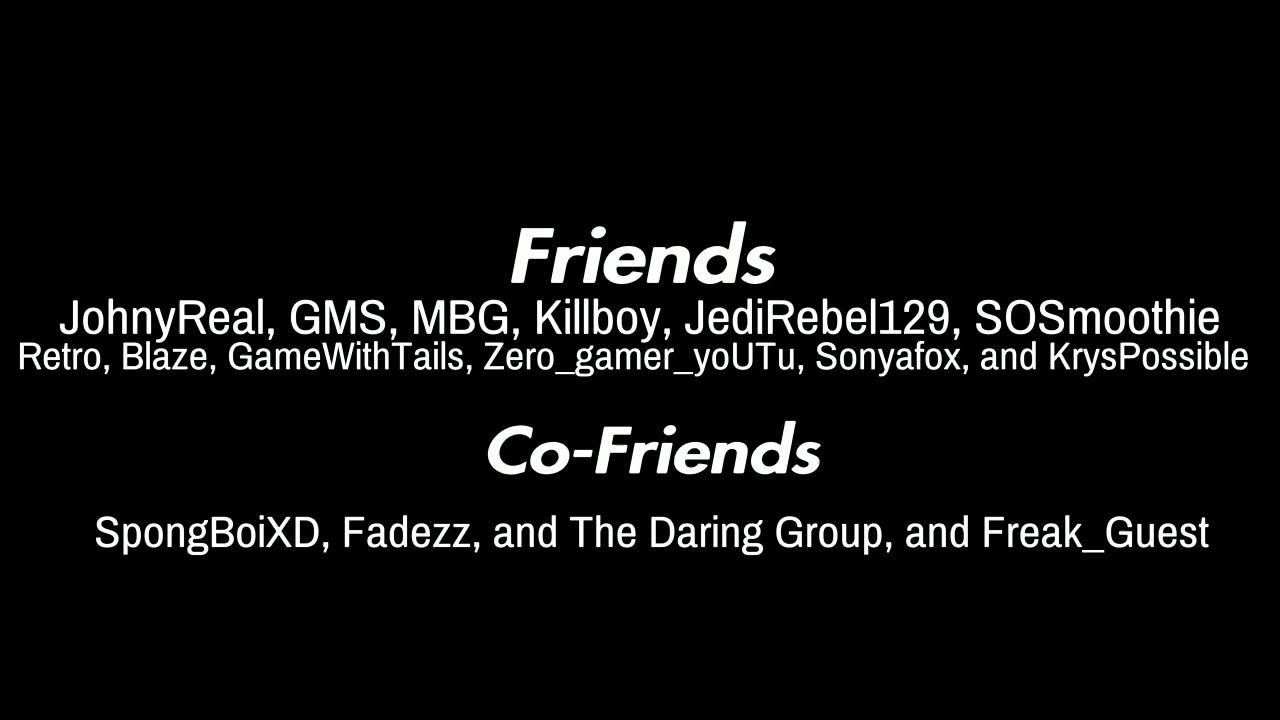 Friends
JohnyReal, GMS, MBG, Killboy, JediRebel129, SOSmoothie
Retro, Blaze, GameWithTails, Zero_gamer_yoUTu, Sonyafox, and KrysPossible
Co-Friends
SpongBoiXD, Fadezz, and The Daring Group, and Freak_Guest